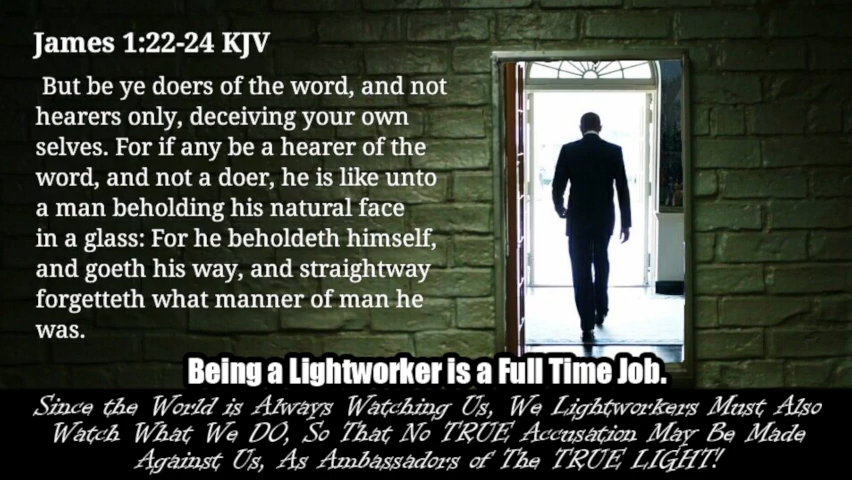 James 1:22-24 KJV
But be ye doers of the word, and not
hearers only, deceiving your own
selves. For if any be a hearer of the
word, and not a doer, he is like unto
a man beholding his natural face
in a glass: For he beholdeth himself,
and goeth his way, and straightway
forgetteth what manner of man he
was.
Being a Lightworker is a Full Time Job.
Since the World is Always Watching Us, We Lightworkers Must Also
Watch What We DO, So That No TRUE Accusation May Be Made
Against Us, As Ambassadors of The TRUE LIGHT!